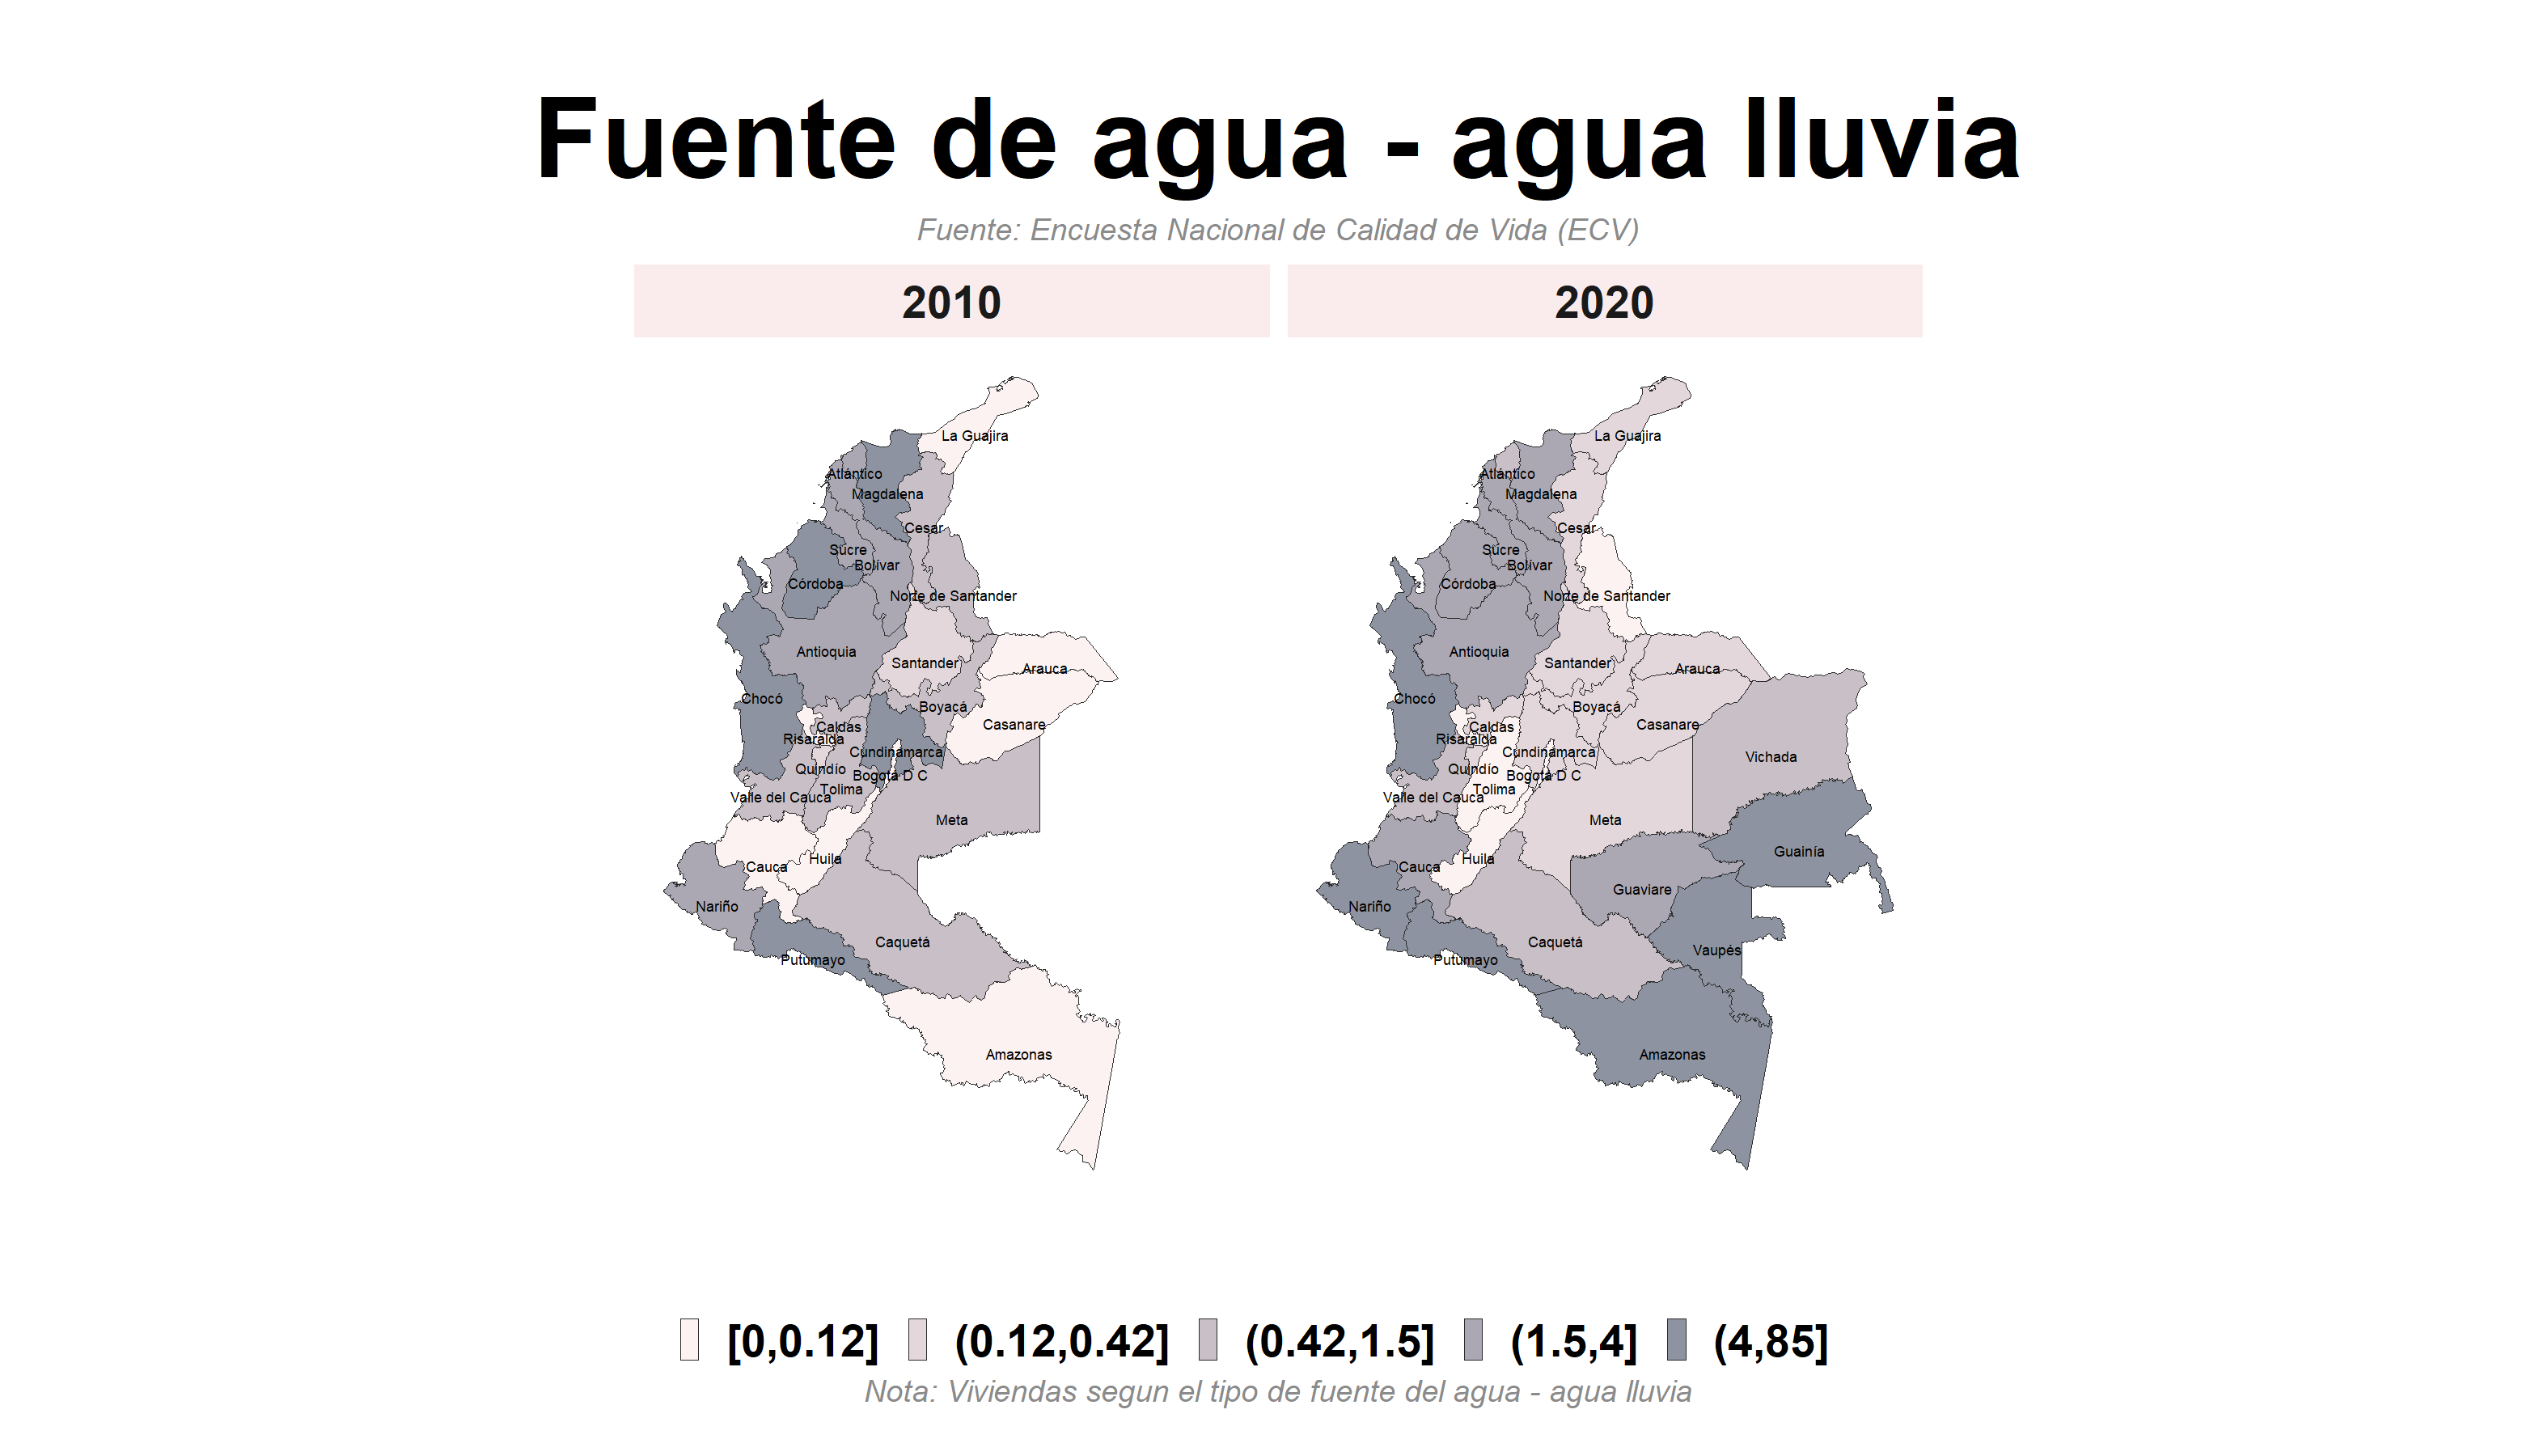 Fuente de agua - agua lluvia
Fuente: Encuesta Nacional de Calidad de Vida (ECV)
2010
2020
La Guajira
Atlántico
Magdalena
Cesar
Sucre
Bolívar
Córdoba
Norte de Santander
Antioquia
Santander
Arauca
Chocó
Boyacá
Casanare
Caldas
Risaralda
Cundinamarca
Quindío
Bogotá D C
Tolima
Valle del Cauca
Meta
Huila
Cauca
Nariño
Caquetá
Putumayo
Amazonas
La Guajira
Atlántico
Magdalena
Cesar
Sucre
Bolívar
Córdoba
Norte de Santander
Antioquia
Santander
Arauca
Chocó
Boyacá
Casanare
Caldas
Risaralda
Cundinamarca
Vichada
Quindío
Bogotá D C
Tolima
Valle del Cauca
Meta
Guainía
Huila
Cauca
Guaviare
Nariño
Caquetá
Vaupés
Putumayo
Amazonas
[0,0.12] (0.12,0.42] (0.42,1.5] (1.5,4] (4,85]
Nota: Viviendas segun el tipo de fuente del agua - agua lluvia